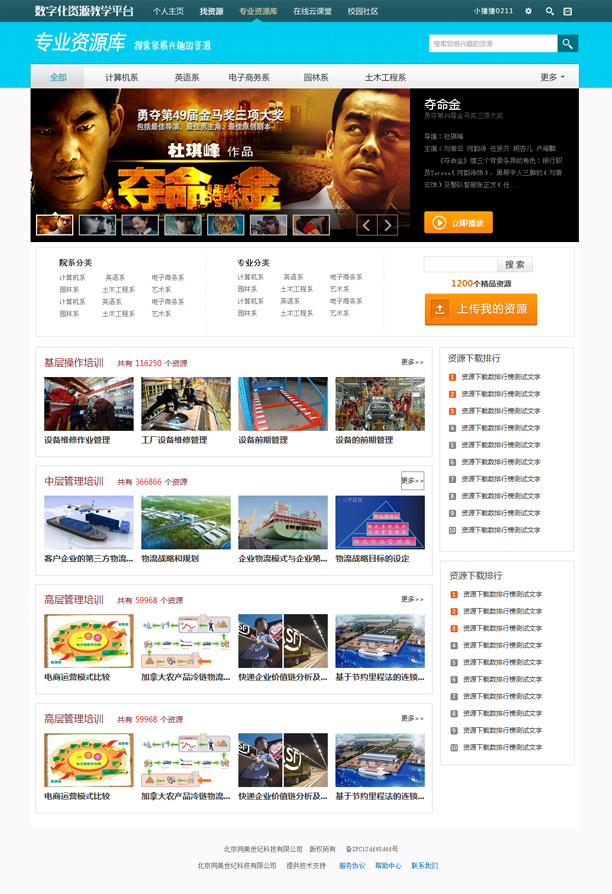 数字化资源教学平台 个人主页 找资源 专业资源库 在线云课堂 校园社区 小猪猪0211
专业资源库 搜索您感兴趣的资源 搜索您感兴趣的资源
全部 计算机系 英语系 电子商务系 园林系 土木工程系 更多
勇夺第49届金马奖三项大奖
包括最佳导演、最佳男主角、最佳原创剧本
杜琪峰 作品
夺命金
夺命金
勇夺第49届金马奖三项大奖
导演：杜琪峰
主演：刘青云 何韵诗 任贤齐 胡杏儿 卢海鹏
《夺命金》借三个背景各异的角色：银行职
员Teresa（何韵诗饰）、黑帮中人三脚豹（刘青
云饰）及警队督察张正方（任
立即播放
院系分类
计算机系 英语系 电子商务系
园林系 土木工程系 艺术系
计算机系 英语系 电子商务系
园林系 土木工程系 艺术系
专业分类
计算机系 英语系 电子商务系
园林系 土木工程系 艺术系
计算机系 英语系 电子商务系
园林系 土木工程系 艺术系
搜 索
1200个精品资源
上传我的资源
基层操作培训 共有 116250 个资源 更多>>
设备维修作业管理 工厂设备维修管理 设备前期管理 设备的前期管理
中层管理培训 共有 366866 个资源 更多>>
三个层次
物流战略层
物流作业管理层
客户企业的第三方物流... 物流战略和规划 企业物流模式与企业第... 物流战略目标的设定
高层管理培训 共有 59968 个资源 更多>>
电商运营模式比较 加拿大农产品冷链物流... 快递企业价值链分析及... 基于节约里程法的连锁...
高层管理培训 共有 59968 个资源 更多>>
电商运营模式比较 加拿大农产品冷链物流... 快递企业价值链分析及... 基于节约里程法的连锁...
资源下载排行
1 资源下载数排行榜测试文字
2 资源下载数排行榜测试文字
3 资源下载数排行榜测试文字
4 资源下载数排行榜测试文字
5 资源下载数排行榜测试文字
6 资源下载数排行榜测试文字
7 资源下载数排行榜测试文字
8 资源下载数排行榜测试文字
9 资源下载数排行榜测试文字
10 资源下载数排行榜测试文字
资源下载排行
1 资源下载数排行榜测试文字
2 资源下载数排行榜测试文字
3 资源下载数排行榜测试文字
4 资源下载数排行榜测试文字
5 资源下载数排行榜测试文字
6 资源下载数排行榜测试文字
7 资源下载数排行榜测试文字
8 资源下载数排行榜测试文字
9 资源下载数排行榜测试文字
10 资源下载数排行榜测试文字
北京同美世纪科技有限公司 版权所有 备IPC124f45d4f号
北京同美世纪科技有限公司 提供技术支持 服务协议 帮助中心 联系我们